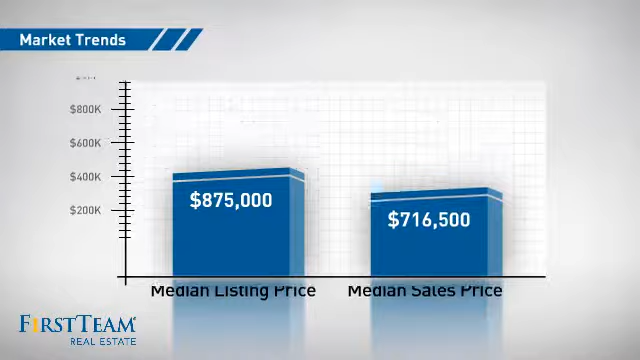 Market Trends
$800K
$600K
$400K
$200K
$875,000
$716,500
Median Listing Price
Median Sales Price
FIRSTTEAM®
REAL ESTATE